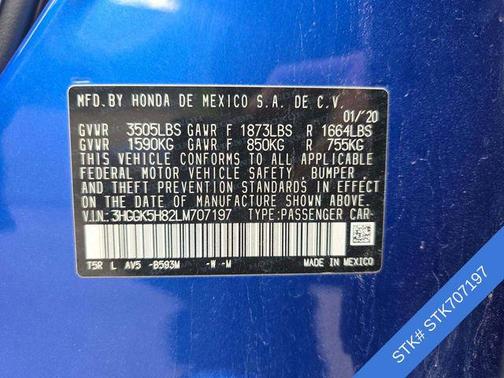 MFD.BY HONDA DE MEXICO S.A. DE C.V.
01/'20
GVWR 3505LBS GAWR F 1873LBS R 1664LBS
GVWR 1590KG GAWR F 850KG R 755KG
THIS VEHICLE CONFORMS TO ALL APPLICABLE
FEDERAL MOTOR VEHICLE SAFETY, BUMPER
AND THEFT PREVENTION STANDARDS IN EFFECT
ON THE DATE OF MANUFACTURE SHOWN ABOVE.
V.I.N.: 3HGGK5H82LM707197 TYPE:PASSENGER CAR
T5R L AV5 -B593M -W -M
MADE IN MEXICO
STK# STK707197